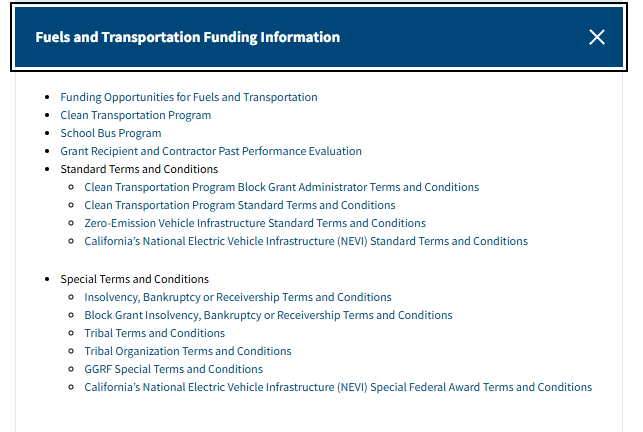 Fuels and Transportation Funding Information
Funding Opportunities for Fuels and Transportation
Clean Transportation Program
School Bus Program
Grant Recipient and Contractor Past Performance Evaluation
Standard Terms and Conditions
Clean Transportation Program Block Grant Administrator Terms and Conditions
Clean Transportation Program Standard Terms and Conditions
Zero-Emission Vehicle Infrastructure Standard Terms and Conditions
California’s National Electric Vehicle Infrastructure (NEVI) Standard Terms and Conditions
Special Terms and Conditions
Insolvency, Bankruptcy or Receivership Terms and Conditions
Block Grant Insolvency, Bankruptcy or Receivership Terms and Conditions
Tribal Terms and Conditions
Tribal Organization Terms and Conditions
GGRF Special Terms and Conditions
California’s National Electric Vehicle Infrastructure (NEVI) Special Federal Award Terms and Conditions